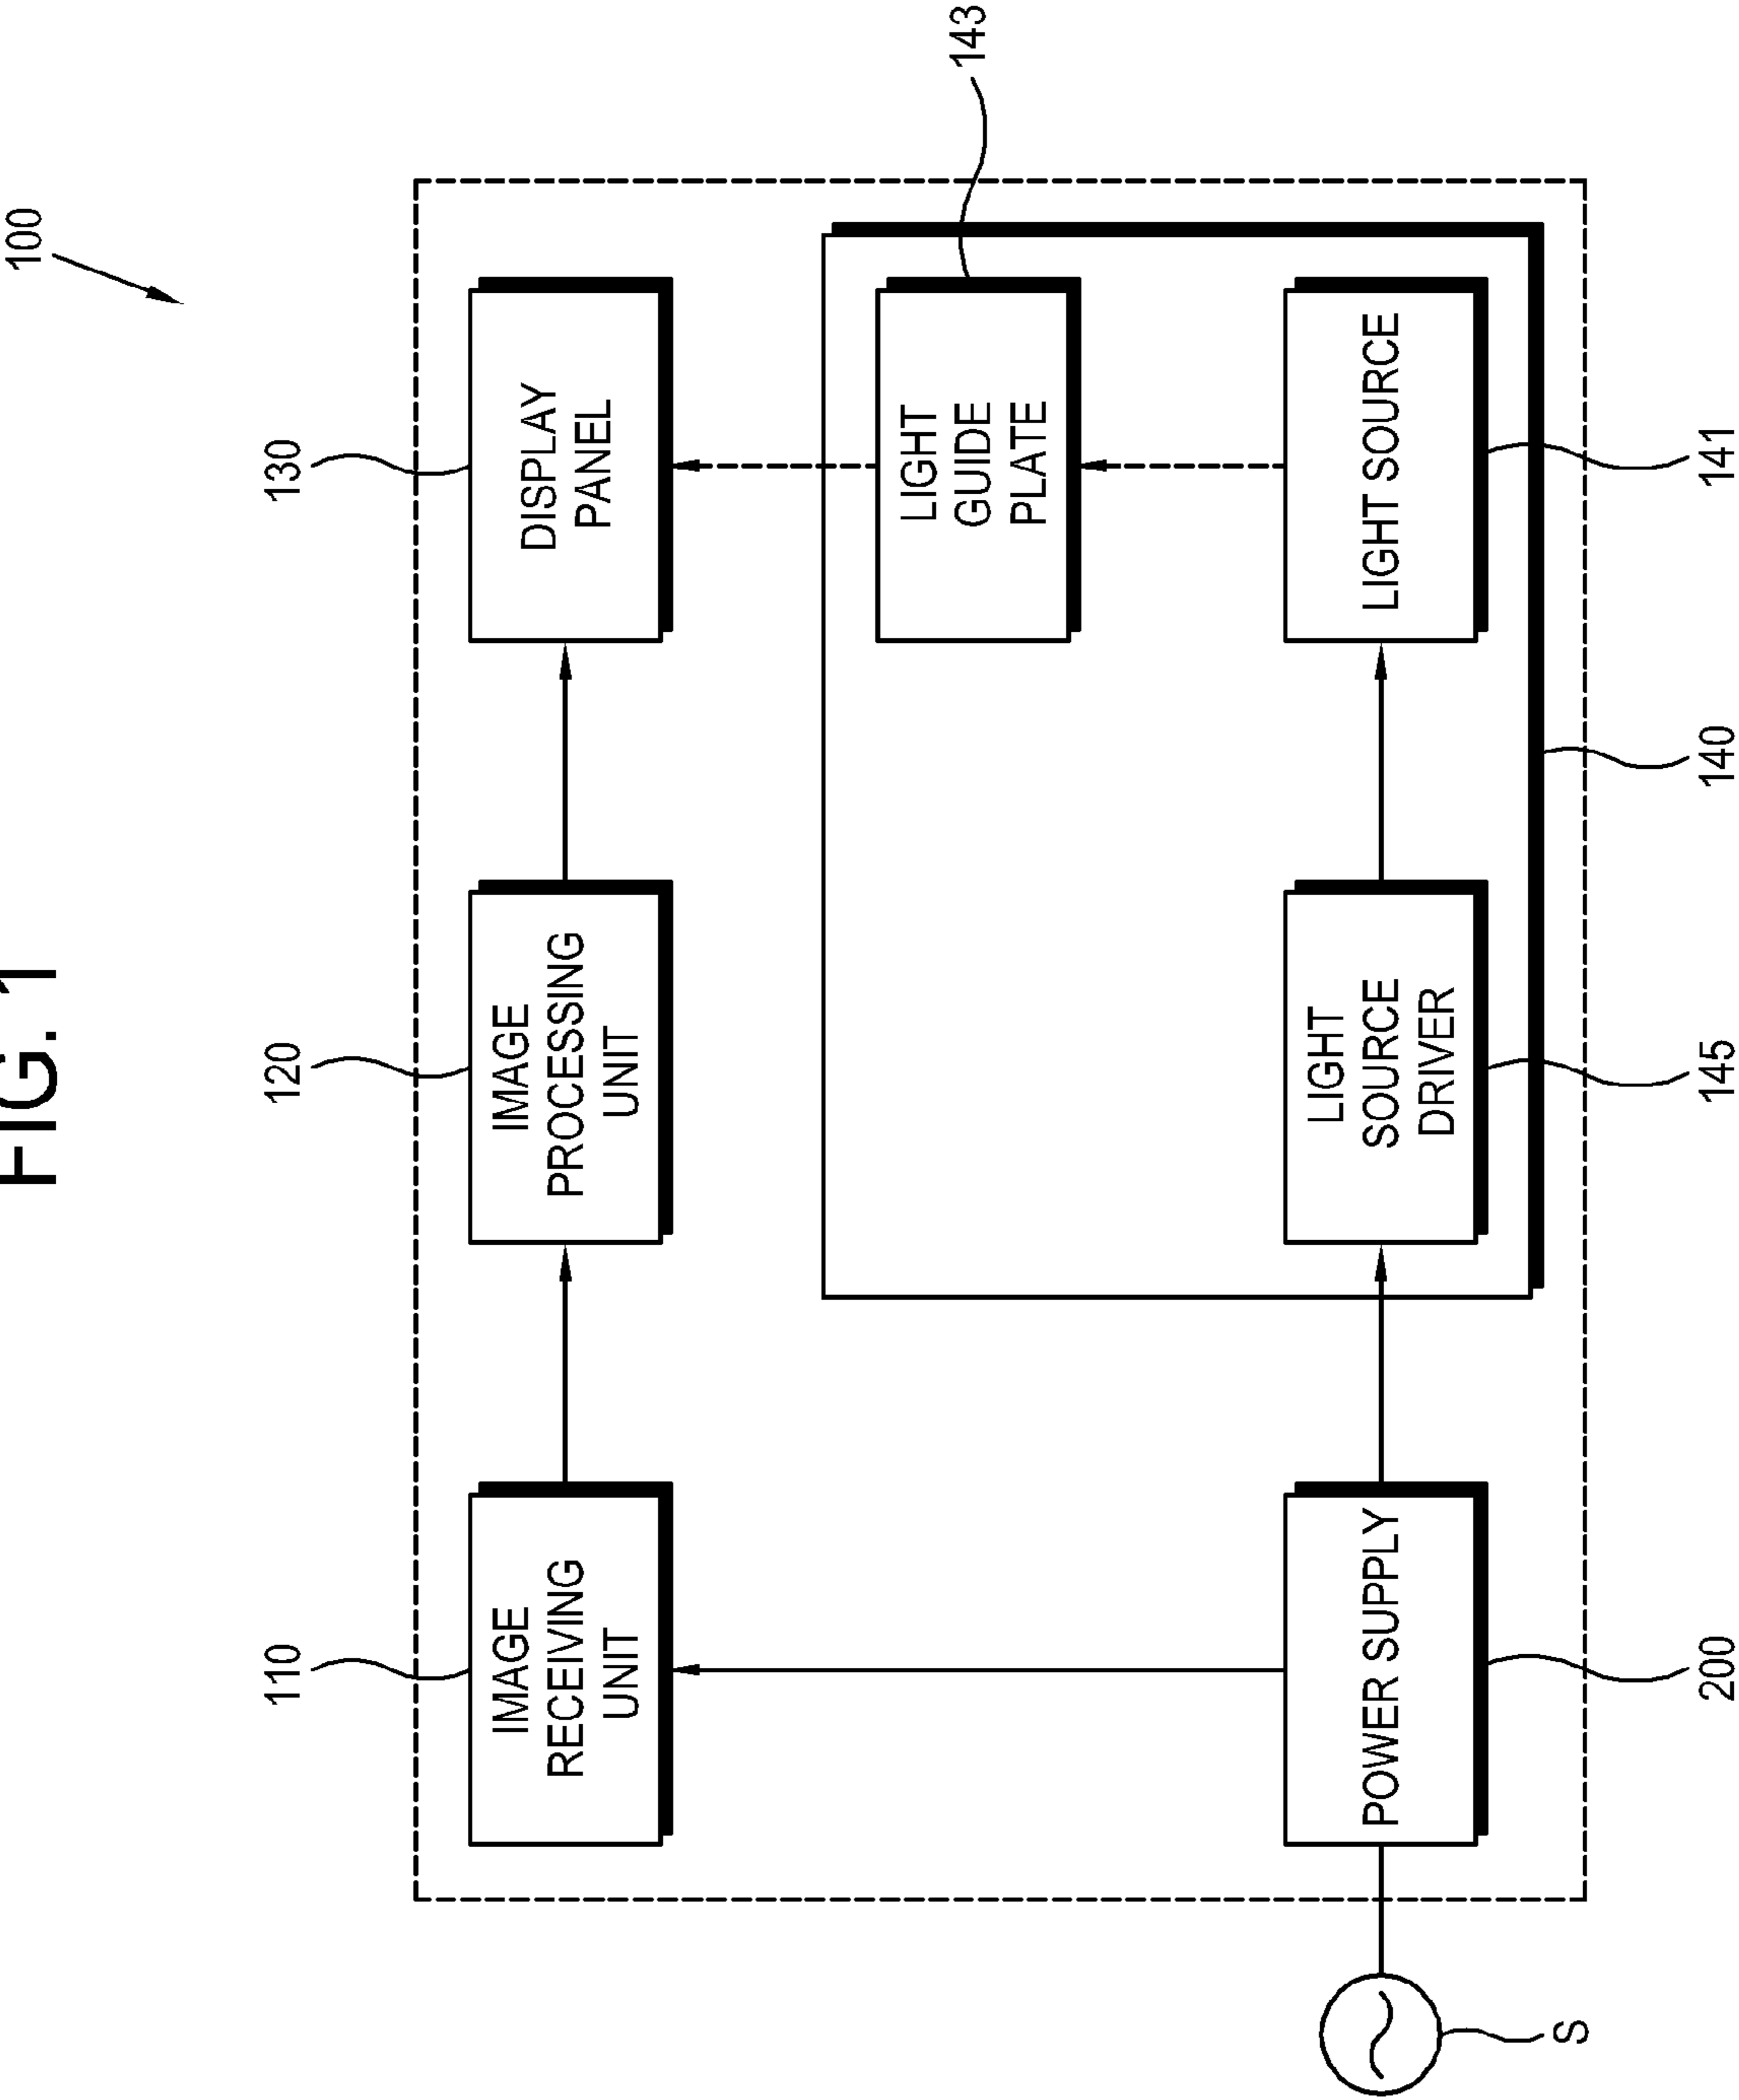 FIG. 1
100
110
120
130
IMAGE
RECEIVING
UNIT
IMAGE
PROCESSING
UNIT
DISPLAY
PANEL
LIGHT
GUIDE
PLATE
143
POWER SUPPLY
LIGHT
SOURCE
DRIVER
LIGHT SOURCE
S
200
145
140
141